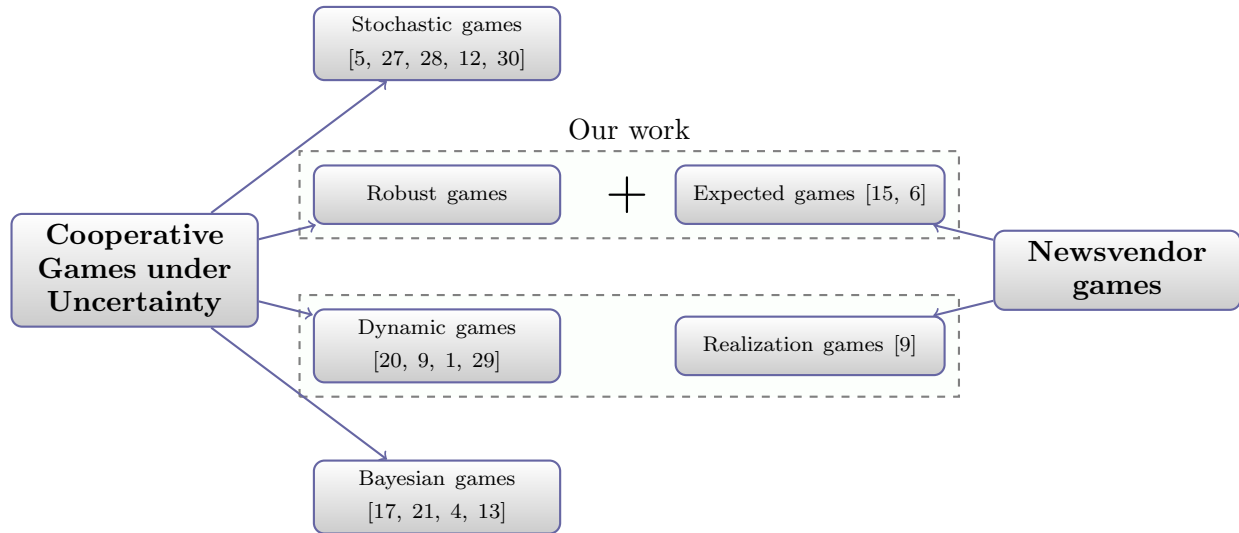 Stochastic games
[5, 27, 28, 12, 30]
Our work
Robust games
+
Expected games [15, 6]
Cooperative
Games under
Uncertainty
Newsvendor
games
Dynamic games
[20, 9, 1, 29]
Realization games [9]
Bayesian games
[17, 21, 4, 13]